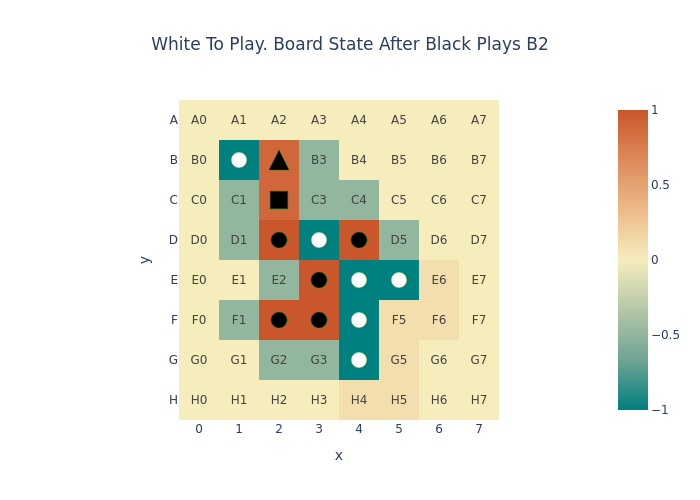 White To Play. Board State After Black Plays B2
A A0 A1 A2 A3 A4 A5 A6 A7
B B0 B3 B4 B5 B6 B7
C C0 C1 C3 C4 C5 C6 C7
D D0 D1 D5 D6 D7
E E0 E1 E2 E6 E7
F F0 F1 F5 F6 F7
G G0 G1 G2 G3 G5 G6 G7
H H0 H1 H2 H3 H4 H5 H6 H7
0 1 2 3 4 5 6 7
x
y
1
0.5
0
−0.5
−1